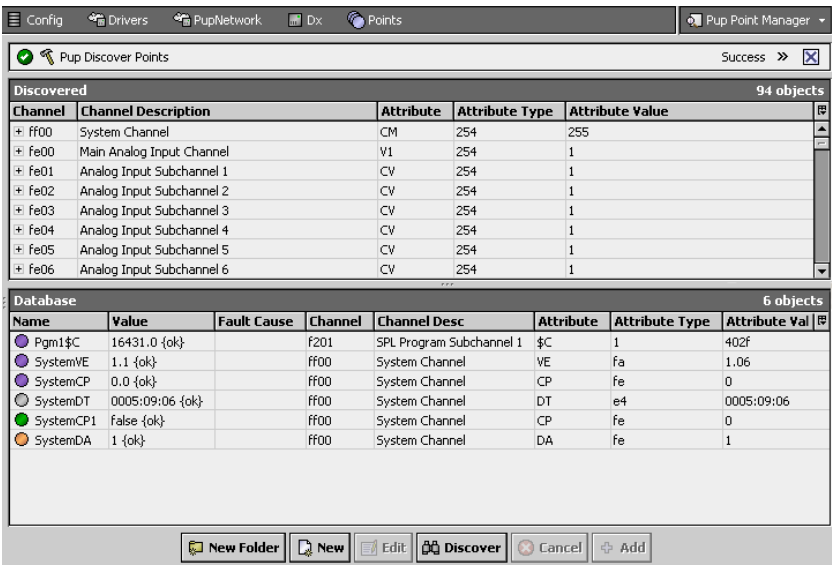 Config Drivers PupNetwork Dx Points Pup Point Manager
Pup Discover Points Success »
Discovered 94 objects
Channel Channel Description Attribute Attribute Type Attribute Value
ff00 System Channel CM 254 255
fe00 Main Analog Input Channel V1 254 1
fe01 Analog Input Subchannel 1 CV 254 1
fe02 Analog Input Subchannel 2 CV 254 1
fe03 Analog Input Subchannel 3 CV 254 1
fe04 Analog Input Subchannel 4 CV 254 1
fe05 Analog Input Subchannel 5 CV 254 1
fe06 Analog Input Subchannel 6 CV 254 1
Database 6 objects
Name Value Fault Cause Channel Channel Desc Attribute Attribute Type Attribute Val
Pgm1$C 16431.0 {ok} f201 SPL Program Subchannel 1 $C 1 402f
SystemVE 1.1 {ok} ff00 System Channel VE fa 1.06
SystemCP 0.0 {ok} ff00 System Channel CP fe 0
SystemDT 0005:09:06 {ok} ff00 System Channel DT e4 0005:09:06
SystemCP1 false {ok} ff00 System Channel CP fe 0
SystemDA 1 {ok} ff00 System Channel DA fe 1
New Folder New Edit Discover Cancel Add